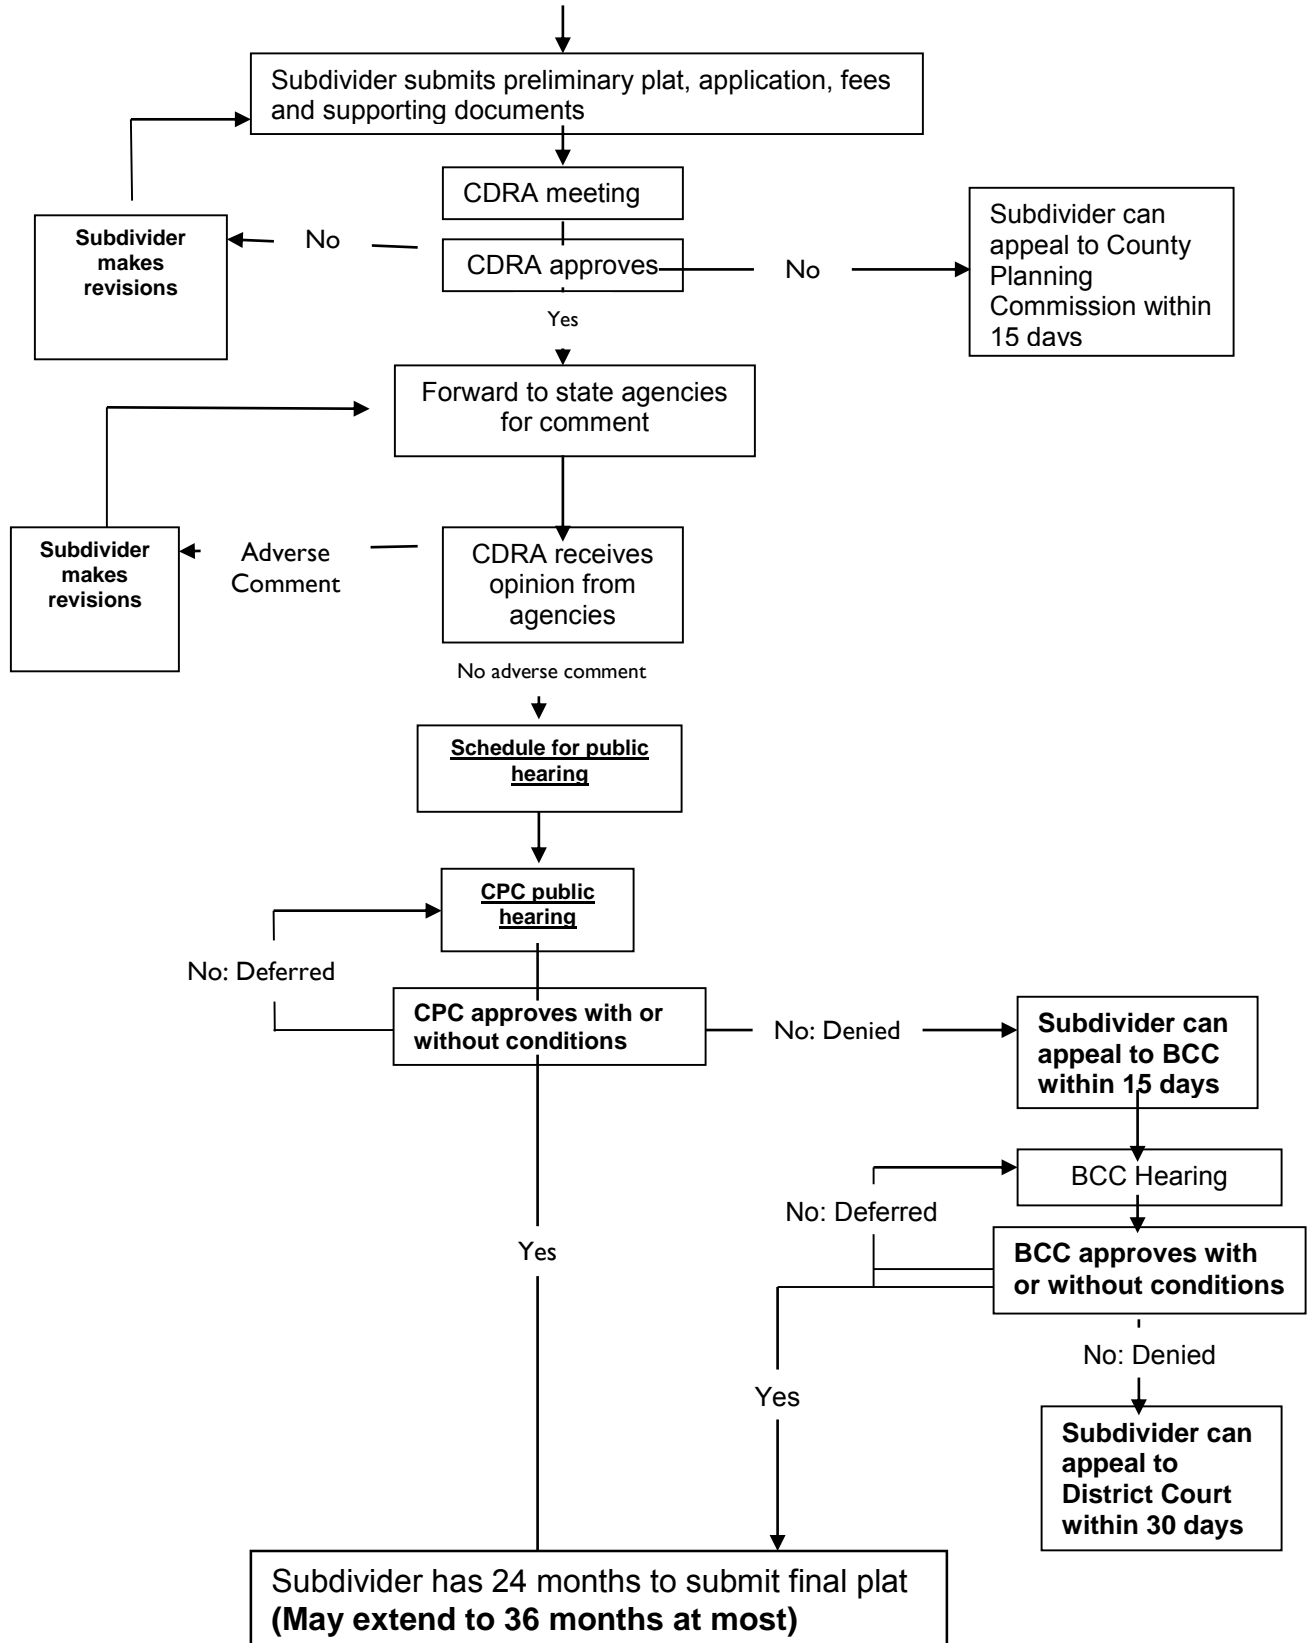 Subdivider submits preliminary plat, application, fees
and supporting documents
CDRA meeting
Subdivider
makes
revisions
No
CDRA approves
No
Subdivider can
appeal to County
Planning
Commission within
15 days
Yes
Forward to state agencies
for comment
Subdivider
makes
revisions
Adverse
Comment
CDRA receives
opinion from
agencies
No adverse comment
Schedule for public
hearing
CPC public
hearing
No: Deferred
CPC approves with or
without conditions
No: Denied
Subdivider can
appeal to BCC
within 15 days
BCC Hearing
No: Deferred
Yes
BCC approves with
or without conditions
No: Denied
Yes
Subdivider can
appeal to
District Court
within 30 days
Subdivider has 24 months to submit final plat
(May extend to 36 months at most)